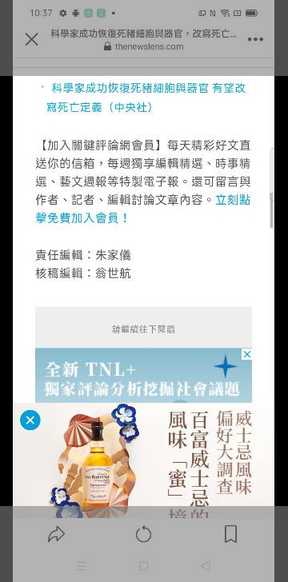 10:37
科學家成功恢復死豬細胞與器官，改寫死亡...
thenewslens.com
科學家成功恢復死豬細胞與器官 有望改
寫死亡定義（中央社）
【加入關鍵評論網會員】每天精彩好文直
送你的信箱，每週獨享編輯精選、時事精
選、藝文週報等特製電子報。還可留言與
作者、記者、編輯討論文章內容。立刻點
擊免費加入會員！
責任編輯：朱家儀
核稿編輯：翁世航
請繼續往下閱讀
全新 TNL+
獨家評論分析挖掘社會議題
威士忌風味
偏好大調查
百富威士忌的
風味「蜜」